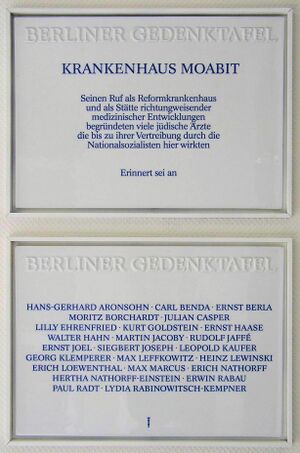 BERLINER GEDENKTAFEL
KRANKENHAUS MOABIT
Seinen Ruf als Reformkrankenhaus
und als Stätte richtungweisender
medizinischer Entwicklungen
begründeten viele jüdische Ärzte
die bis zu ihrer Vertreibung durch die
Nationalsozialisten hier wirkten
Erinnert sei an
BERLINER GEDENKTAFEL
HANS-GERHARD ARONSOHN · CARL BENDA · ERNST BERLA
MORITZ BORCHARDT · JULIAN CASPER
LILLY EHRENFRIED · KURT GOLDSTEIN · ERNST HAASE
WALTER HAHN · MARTIN JACOBY · RUDOLF JAFFÉ
ERNST JOEL · SIEGBERT JOSEPH · LEOPOLD KAUFER
GEORG KLEMPERER · MAX LEFFKOWITZ · HEINZ LEWINSKI
ERICH LOEWENTHAL · MAX MARCUS · ERICH NATHORFF
HERTHA NATHORFF-EINSTEIN · ERWIN RABAU
PAUL RADT · LYDIA RABINOWITSCH-KEMPNER